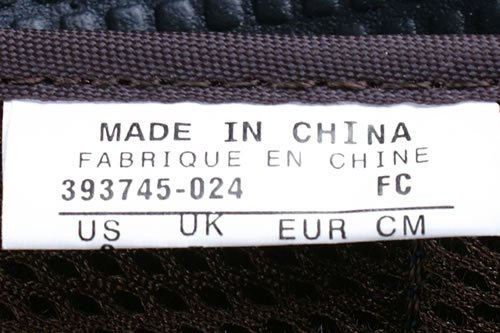 MADE IN CHINA
FABRIQUE EN CHINE
393745-024 FC
US UK EUR CM